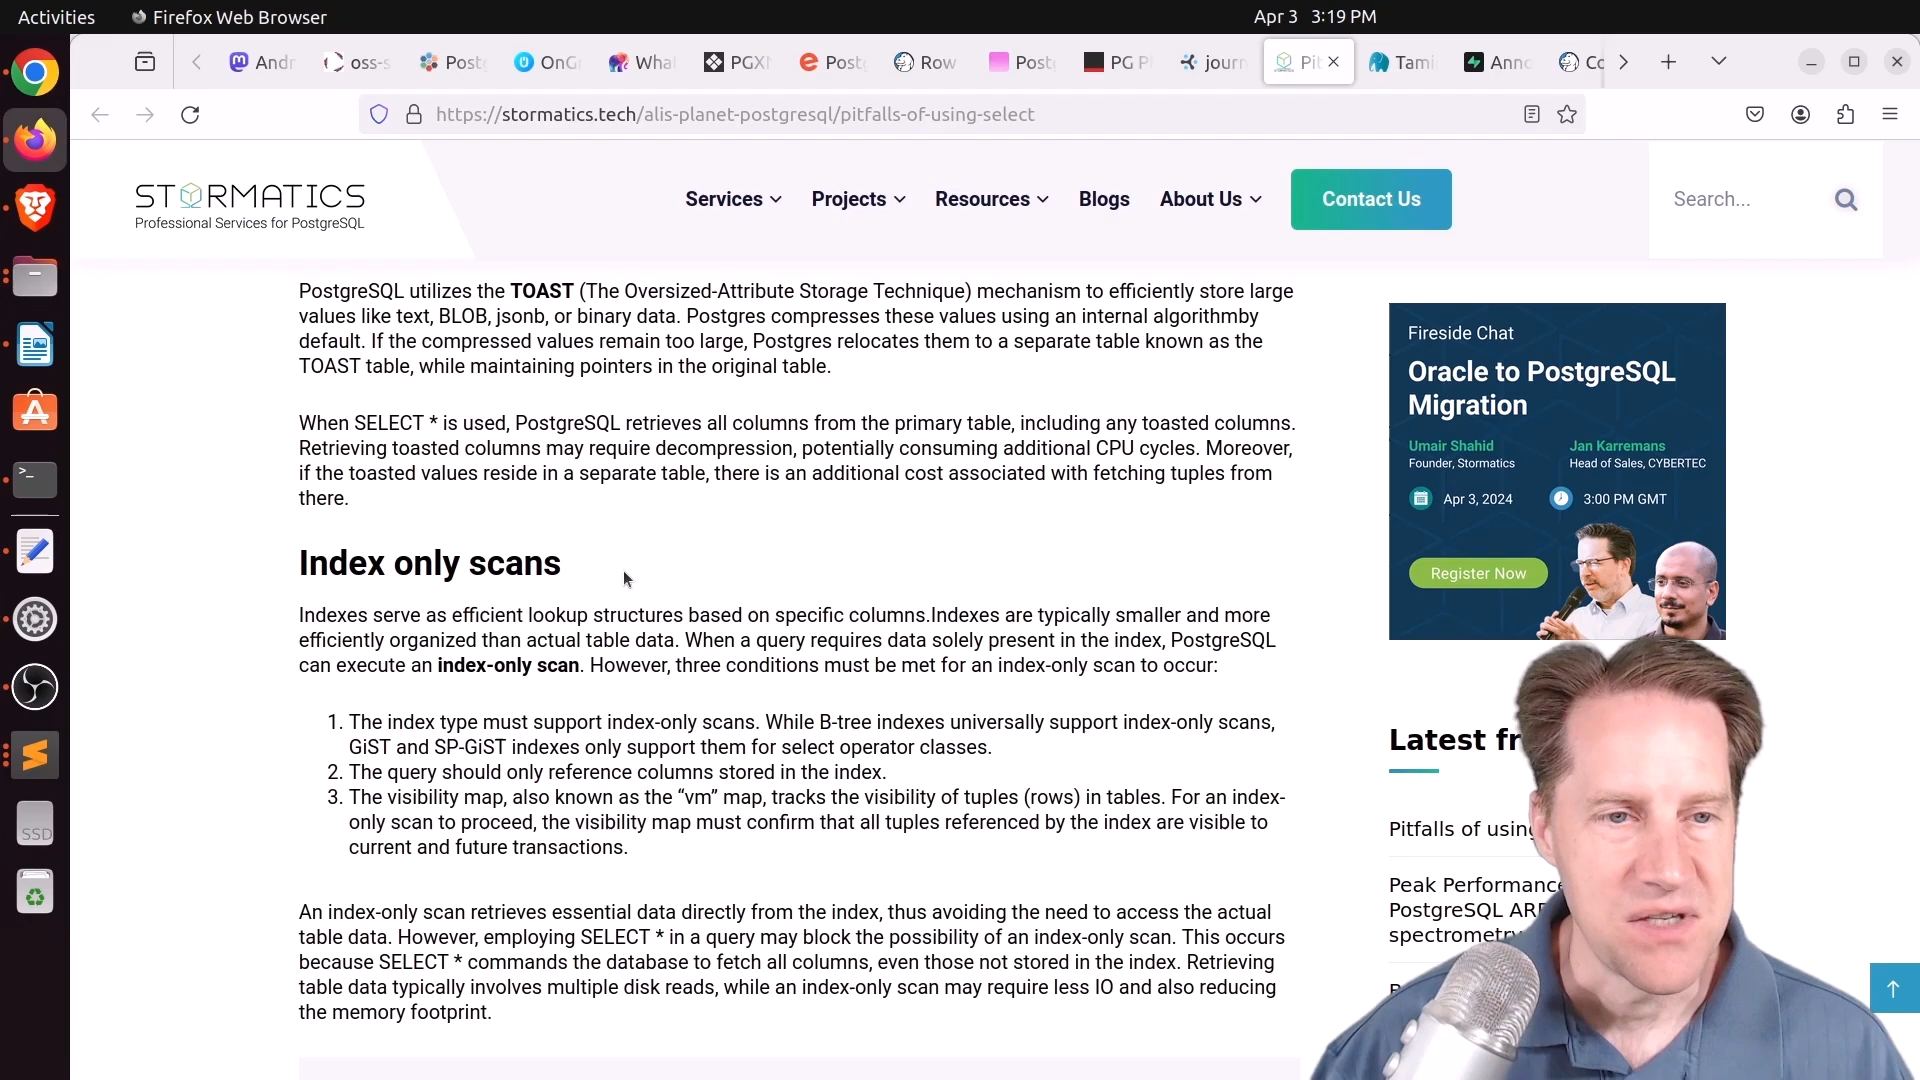 Activities
Firefox Web Browser
Apr 3 3:19 PM
Andr
oss-s
Postg
OnGr
What
PGXN
Postg
Row
Postg
PG P
journ
Pit
Tami
Anno
Co
https://stormatics.tech/alis-planet-postgresql/pitfalls-of-using-select
STORMATICS
Professional Services for PostgreSQL
Services
Projects
Resources
Blogs
About Us
Contact Us
Search...
PostgreSQL utilizes the TOAST (The Oversized-Attribute Storage Technique) mechanism to efficiently store large
values like text, BLOB, jsonb, or binary data. Postgres compresses these values using an internal algorithmby
default. If the compressed values remain too large, Postgres relocates them to a separate table known as the
TOAST table, while maintaining pointers in the original table.
When SELECT * is used, PostgreSQL retrieves all columns from the primary table, including any toasted columns.
Retrieving toasted columns may require decompression, potentially consuming additional CPU cycles. Moreover,
if the toasted values reside in a separate table, there is an additional cost associated with fetching tuples from
there.
Index only scans
Indexes serve as efficient lookup structures based on specific columns.Indexes are typically smaller and more
efficiently organized than actual table data. When a query requires data solely present in the index, PostgreSQL
can execute an index-only scan. However, three conditions must be met for an index-only scan to occur:
1. The index type must support index-only scans. While B-tree indexes universally support index-only scans,
GiST and SP-GiST indexes only support them for select operator classes.
2. The query should only reference columns stored in the index.
3. The visibility map, also known as the “vm” map, tracks the visibility of tuples (rows) in tables. For an index-
only scan to proceed, the visibility map must confirm that all tuples referenced by the index are visible to
current and future transactions.
An index-only scan retrieves essential data directly from the index, thus avoiding the need to access the actual
table data. However, employing SELECT * in a query may block the possibility of an index-only scan. This occurs
because SELECT * commands the database to fetch all columns, even those not stored in the index. Retrieving
table data typically involves multiple disk reads, while an index-only scan may require less IO and also reducing
the memory footprint.
Fireside Chat
Oracle to PostgreSQL
Migration
Umair Shahid
Founder, Stormatics
Jan Karremans
Head of Sales, CYBERTEC
Apr 3, 2024
3:00 PM GMT
Register Now
Latest fr
Pitfalls of using
Peak Performance
PostgreSQL
spectrometry
SSD